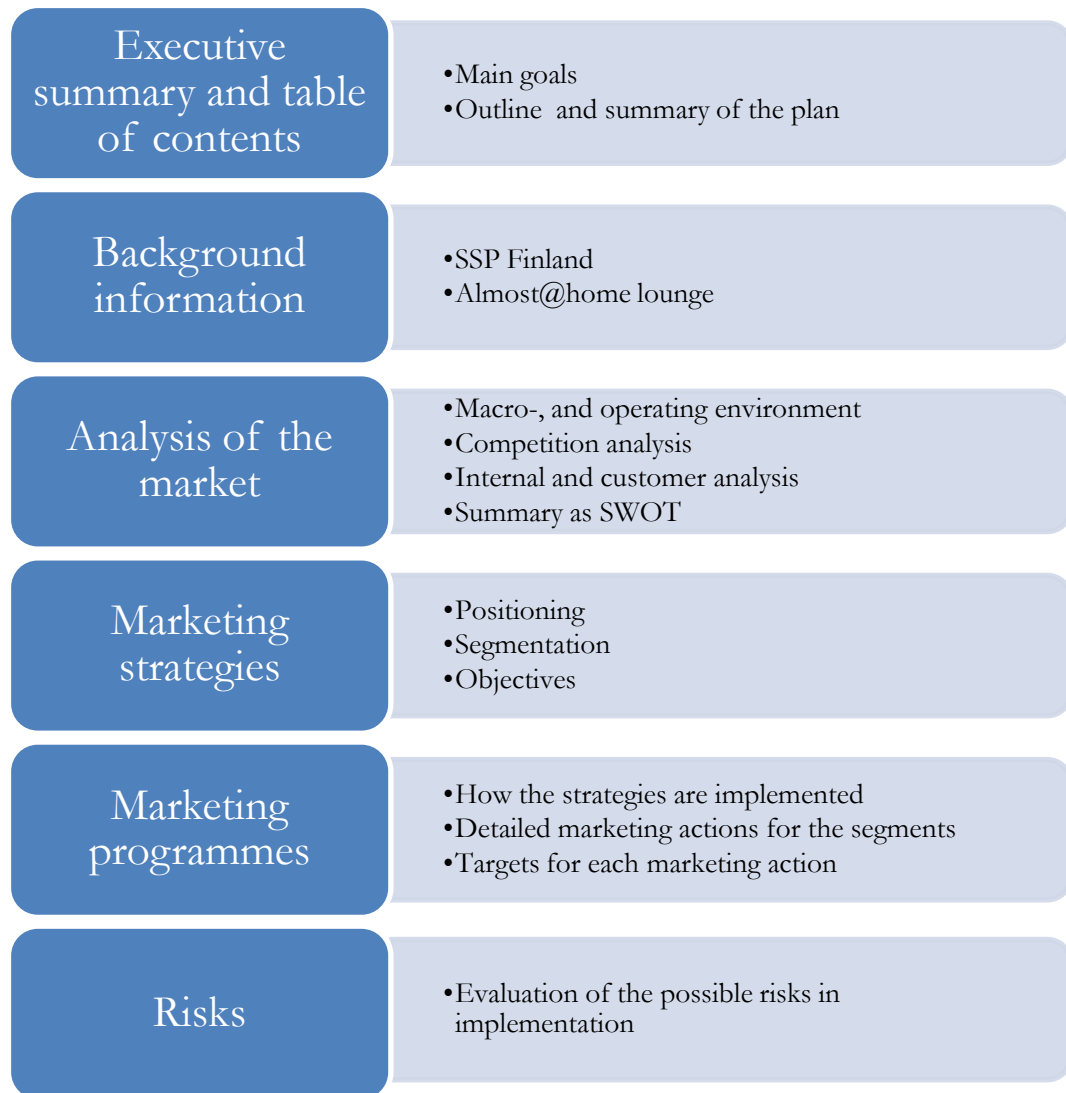 Executive
summary and table
of contents
•Main goals
•Outline and summary of the plan
Background
information
•SSP Finland
•Almost@home lounge
Analysis of the
market
•Macro-, and operating environment
•Competition analysis
•Internal and customer analysis
•Summary as SWOT
Marketing
strategies
•Positioning
•Segmentation
•Objectives
Marketing
programmes
•How the strategies are implemented
•Detailed marketing actions for the segments
•Targets for each marketing action
Risks
•Evaluation of the possible risks in
implementation